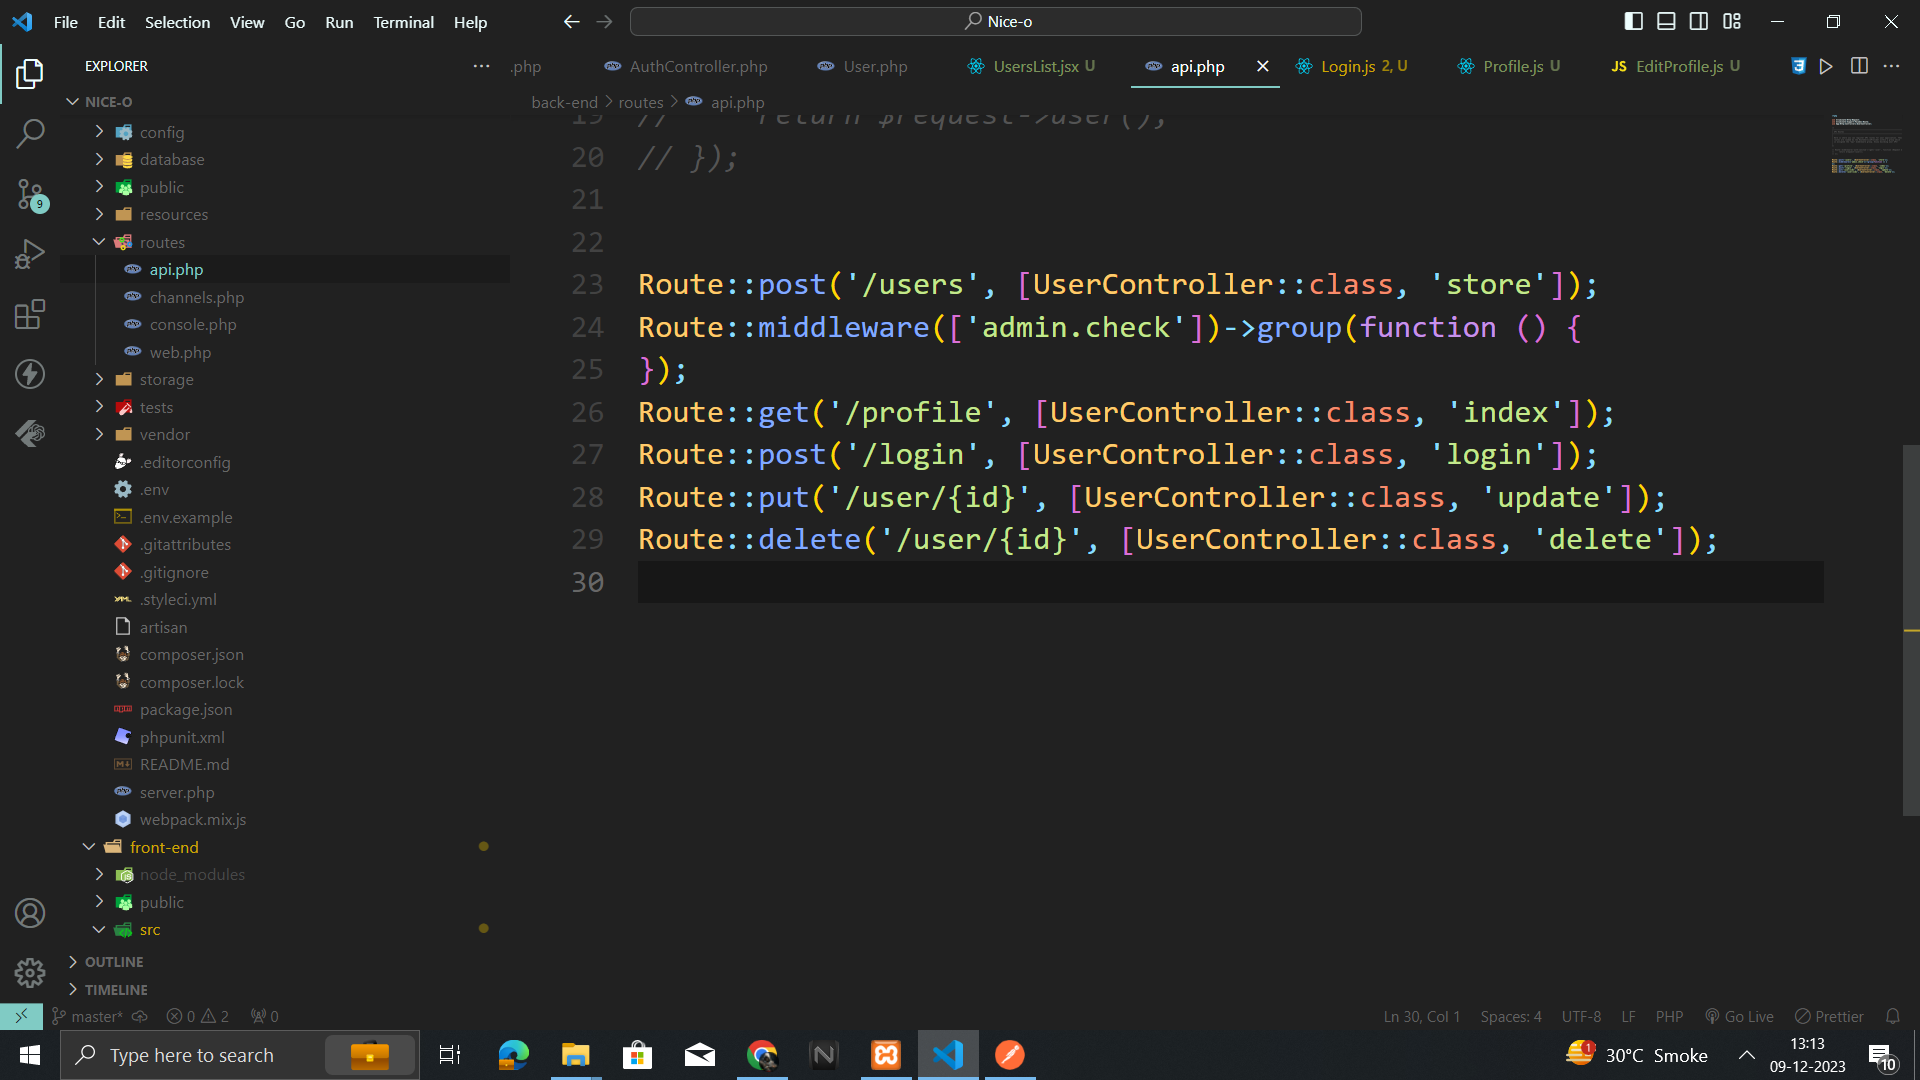 File Edit Selection View Go Run Terminal Help
Nice-o
EXPLORER
.php
AuthController.php
User.php
UsersList.jsx U
api.php
Login.js 2, U
Profile.js U
JS EditProfile.js U
NICE-O
back-end > routes > api.php
config
database
public
resources
routes
api.php
channels.php
console.php
web.php
storage
tests
vendor
.editorconfig
.env
.env.example
.gitattributes
.gitignore
.styleci.yml
artisan
composer.json
composer.lock
package.json
phpunit.xml
README.md
server.php
webpack.mix.js
front-end
node_modules
public
src
OUTLINE
TIMELINE
19 // return $request->user();
20 // });
21
22
23 Route::post('/users', [UserController::class, 'store']);
24 Route::middleware(['admin.check'])->group(function () {
25 });
26 Route::get('/profile', [UserController::class, 'index']);
27 Route::post('/login', [UserController::class, 'login']);
28 Route::put('/user/{id}', [UserController::class, 'update']);
29 Route::delete('/user/{id}', [UserController::class, 'delete']);
30
9
master* 0 2 0
Ln 30, Col 1 Spaces: 4 UTF-8 LF PHP Go Live Prettier
Type here to search
1 30°C Smoke
13:13
09-12-2023
10